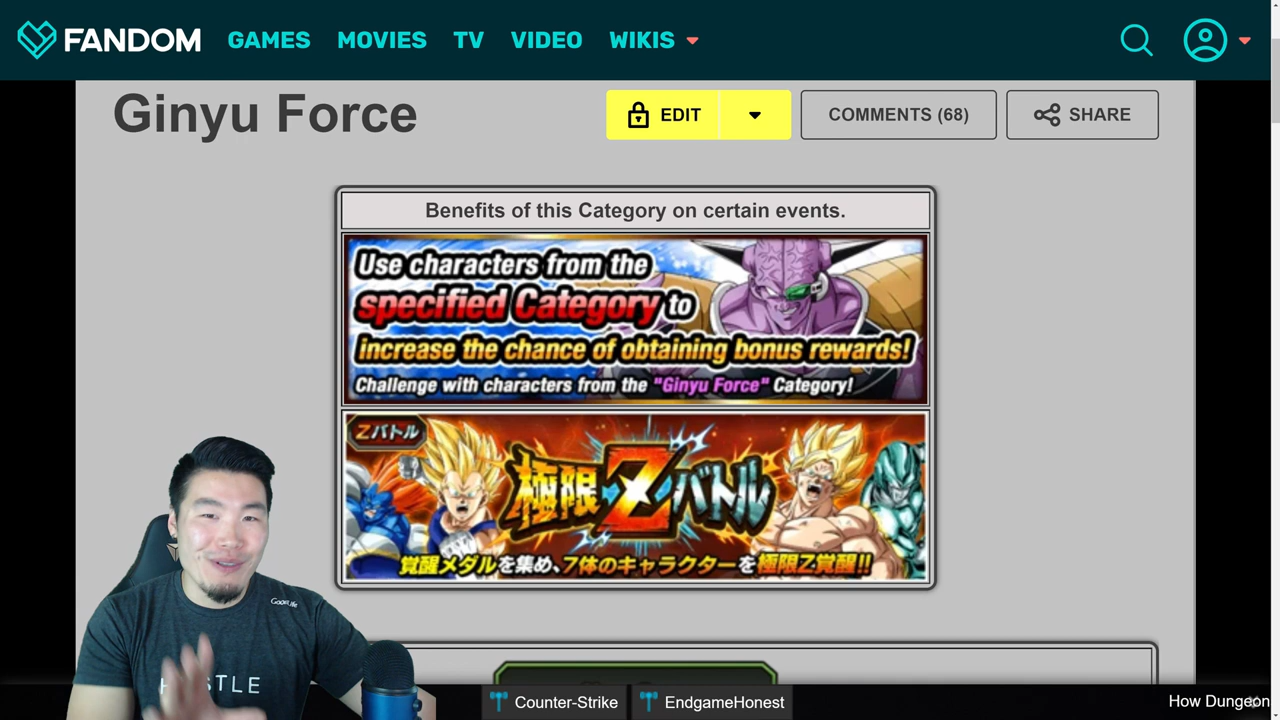 FANDOM GAMES MOVIES TV VIDEO WIKIS
Ginyu Force EDIT COMMENTS (68) SHARE
Benefits of this Category on certain events.
Use characters from the
specified Category to
increase the chance of obtaining bonus rewards!
Challenge with characters from the "Ginyu Force" Category!
Zバトル
極限Zバトル
覚醒メダルを集め、7体のキャラクターを極限Z覚醒!!
GoodLife
H STLE
Counter-Strike EndgameHonest How Dungeon